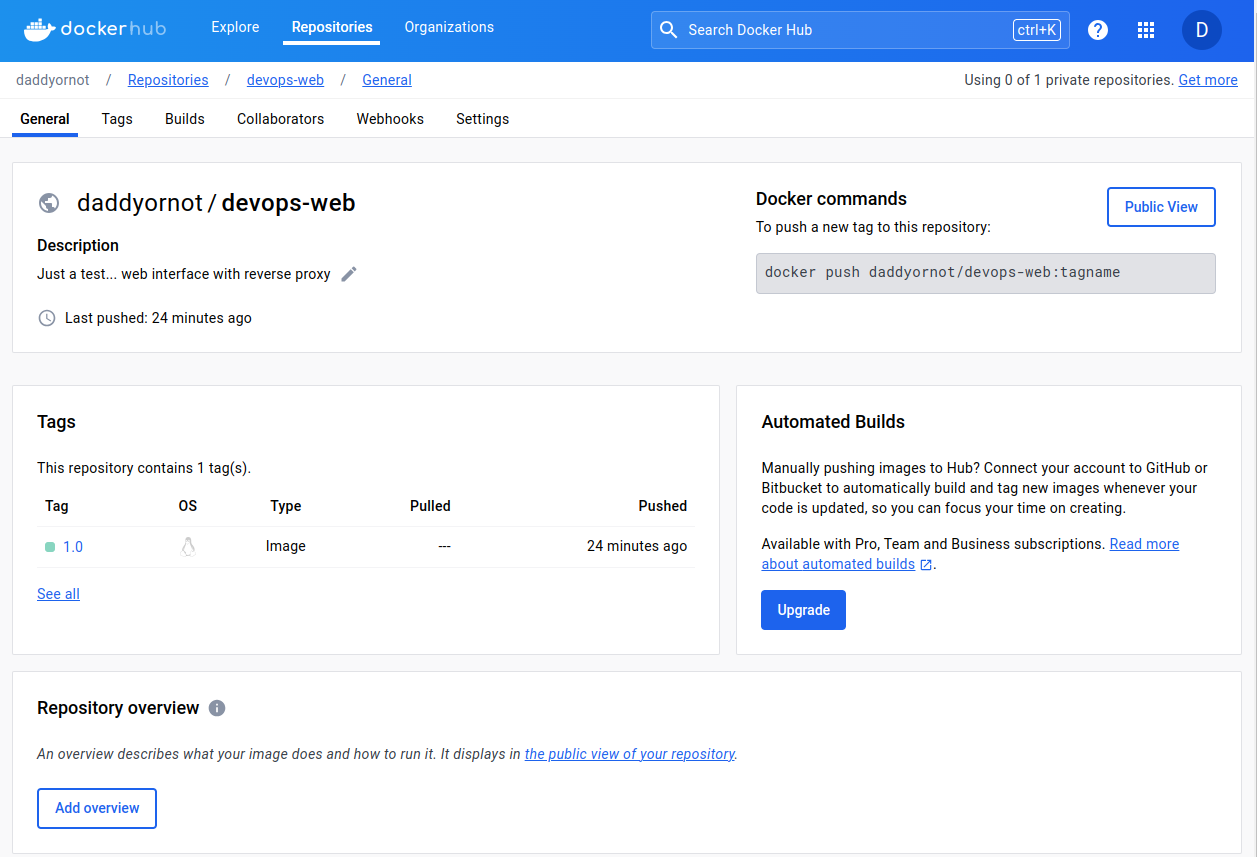 dockerhub Explore Repositories Organizations Search Docker Hub ctrl+K ? D
daddyornot / Repositories / devops-web / General Using 0 of 1 private repositories. Get more
General Tags Builds Collaborators Webhooks Settings
daddyornot / devops-web
Description
Just a test... web interface with reverse proxy
Last pushed: 24 minutes ago
Docker commands
Public View
To push a new tag to this repository:
docker push daddyornot/devops-web:tagname
Tags
This repository contains 1 tag(s).
Tag OS Type Pulled Pushed
1.0 Image --- 24 minutes ago
See all
Automated Builds
Manually pushing images to Hub? Connect your account to GitHub or
Bitbucket to automatically build and tag new images whenever your
code is updated, so you can focus your time on creating.
Available with Pro, Team and Business subscriptions. Read more
about automated builds .
Upgrade
Repository overview i
An overview describes what your image does and how to run it. It displays in the public view of your repository.
Add overview